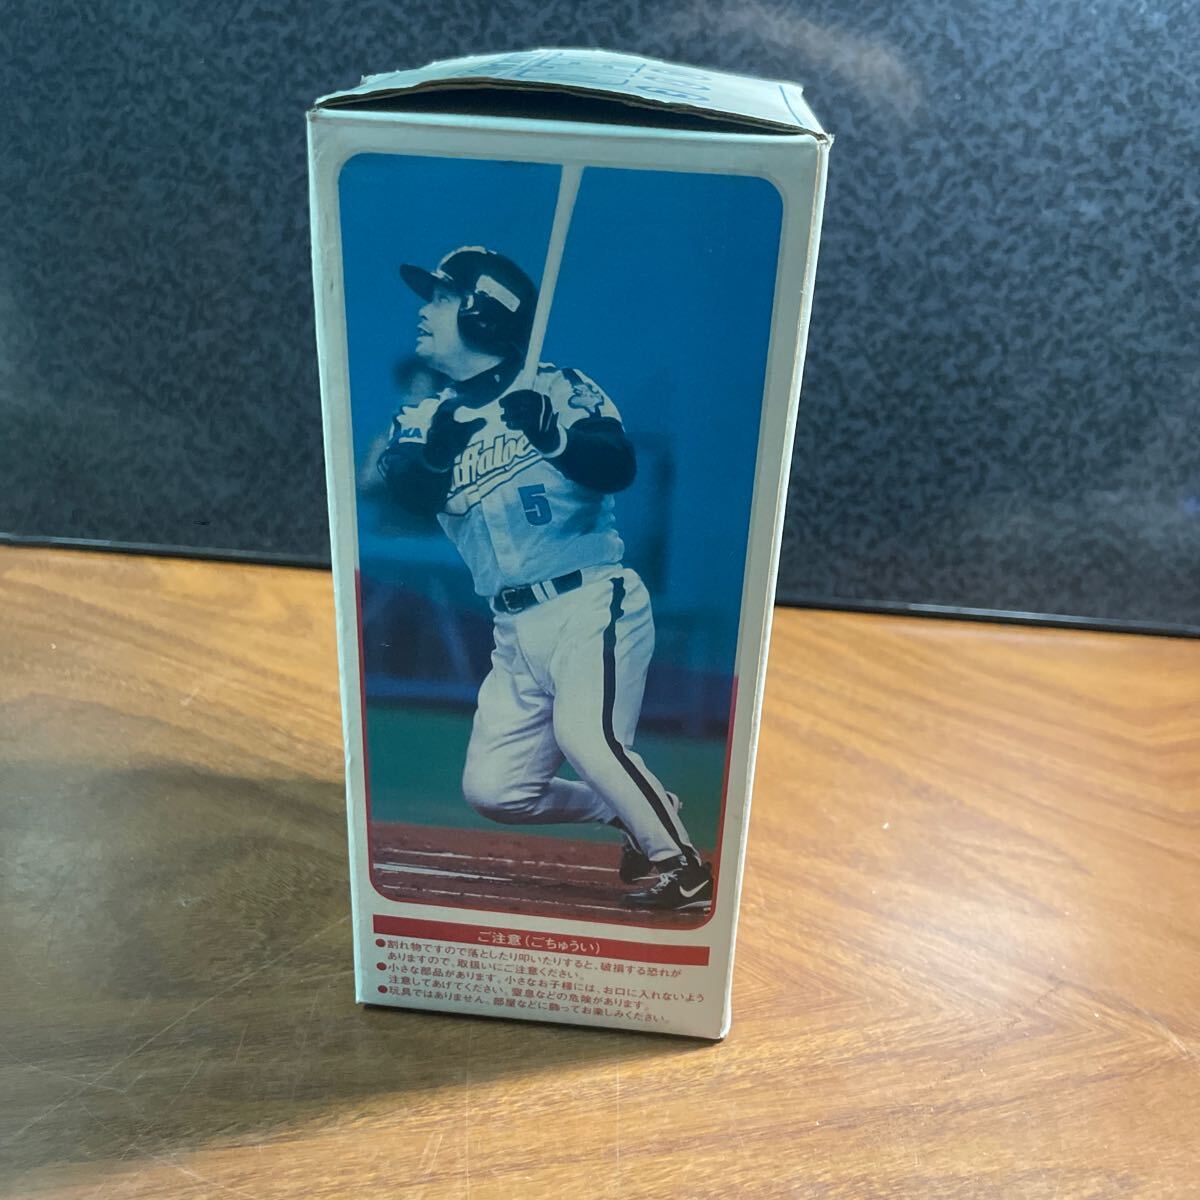 KA
Buffaloes
5
ご注意(ごちゅうい)
●割れ物ですので落としたり叩いたりすると、破損する恐れが
ありますので、取扱いにご注意ください。
●小さな部品があります。小さなお子様には、お口に入れないよう
注意してあげてください。窒息などの危険があります。
●玩具ではありません。部屋などに飾ってお楽しみください。